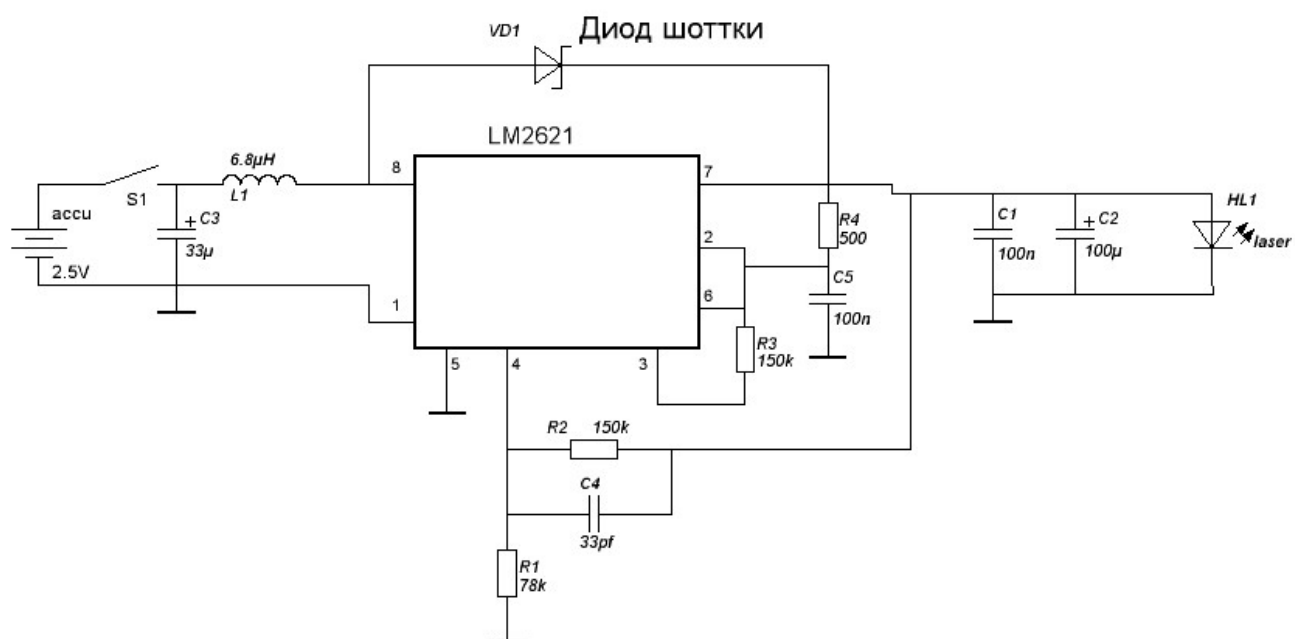 VD1 Диод шоттки
LM2621
6.8µH
L1
S1
accu
2.5V
+ C3
33µ
8
1
7
2
6
5
4
3
R4
500
C5
100n
R3
150k
C1
100n
+ C2
100µ
HL1
laser
R2 150k
C4
33pf
R1
78k